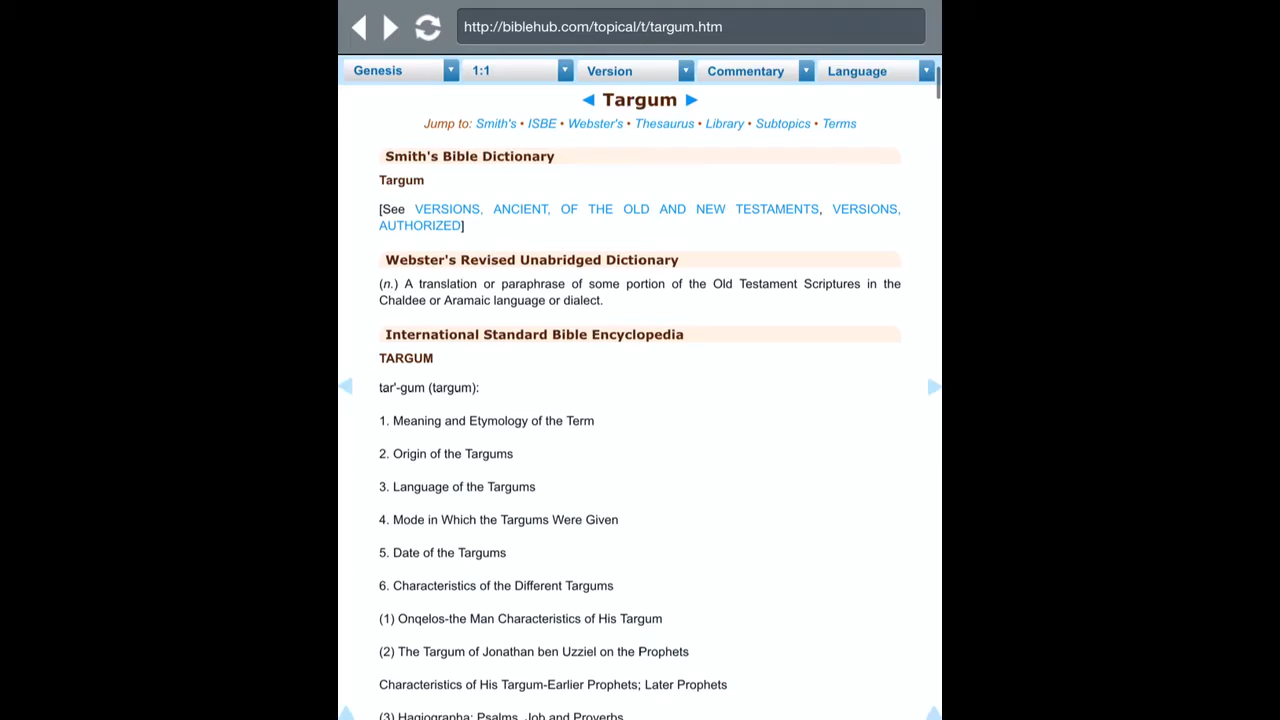 http://biblehub.com/topical/t/targum.htm
Genesis 1:1 Version Commentary Language
Targum
Jump to: Smith's • ISBE • Webster's • Thesaurus • Library • Subtopics • Terms
Smith's Bible Dictionary
Targum
[See VERSIONS, ANCIENT, OF THE OLD AND NEW TESTAMENTS, VERSIONS,
AUTHORIZED]
Webster's Revised Unabridged Dictionary
(n.) A translation or paraphrase of some portion of the Old Testament Scriptures in the
Chaldee or Aramaic language or dialect.
International Standard Bible Encyclopedia
TARGUM
tar'-gum (targum):
1. Meaning and Etymology of the Term
2. Origin of the Targums
3. Language of the Targums
4. Mode in Which the Targums Were Given
5. Date of the Targums
6. Characteristics of the Different Targums
(1) Onqelos-the Man Characteristics of His Targum
(2) The Targum of Jonathan ben Uzziel on the Prophets
Characteristics of His Targum-Earlier Prophets; Later Prophets
(3) Hagiographa: Psalms, Job and Proverbs